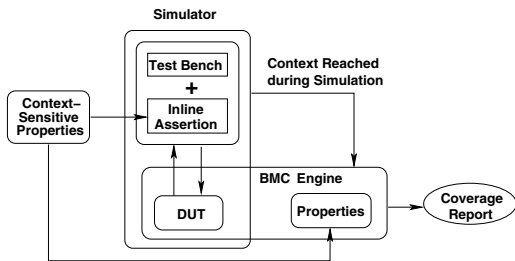 Simulator
Test Bench
+
Inline
Assertion
Context Reached
during Simulation
Context–
Sensitive
Properties
BMC Engine
DUT
Properties
Coverage
Report